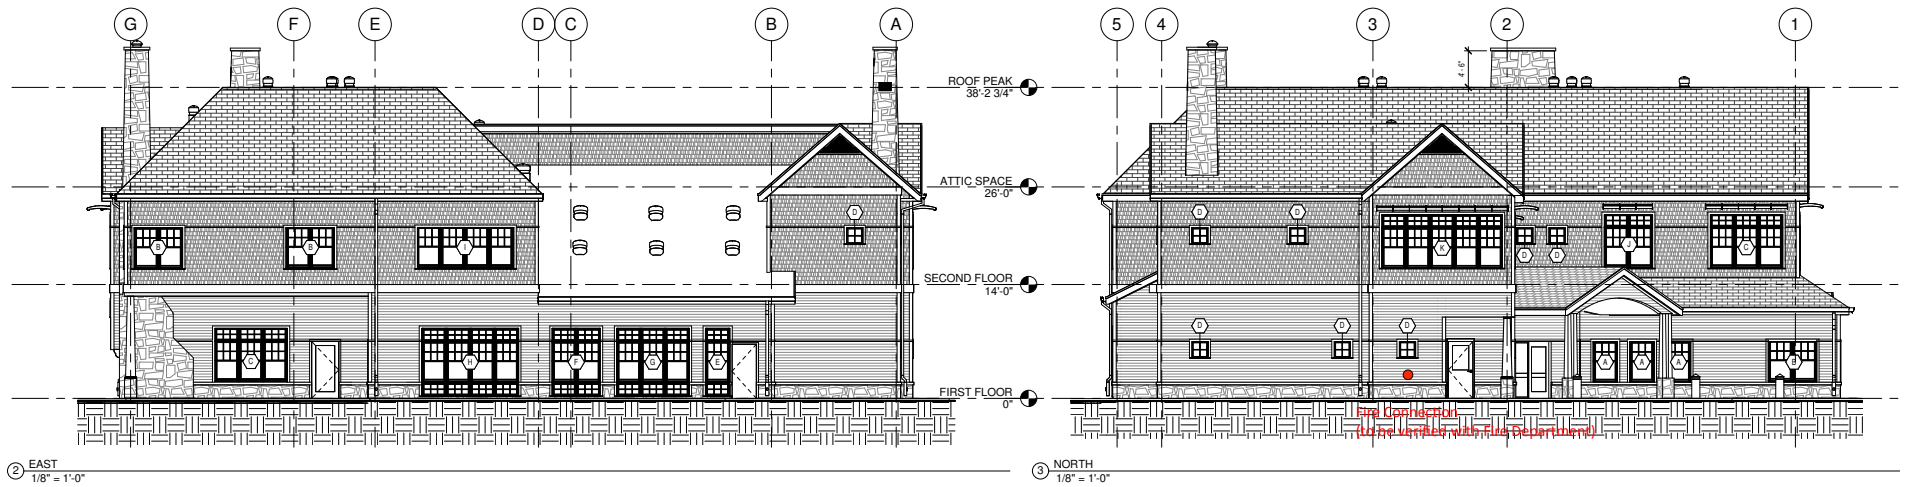 G F E D C B A
5 4 3 2 1
ROOF PEAK
38'-2 3/4"
4'-6"
ATTIC SPACE
26'-0"
SECOND FLOOR
14'-0"
FIRST FLOOR
0"
B B I D
C H F G E
D D K D D J C
D D D A A A
Fire Connection
(to be verified with Fire Department)
2 EAST
1/8" = 1'-0"
3 NORTH
1/8" = 1'-0"